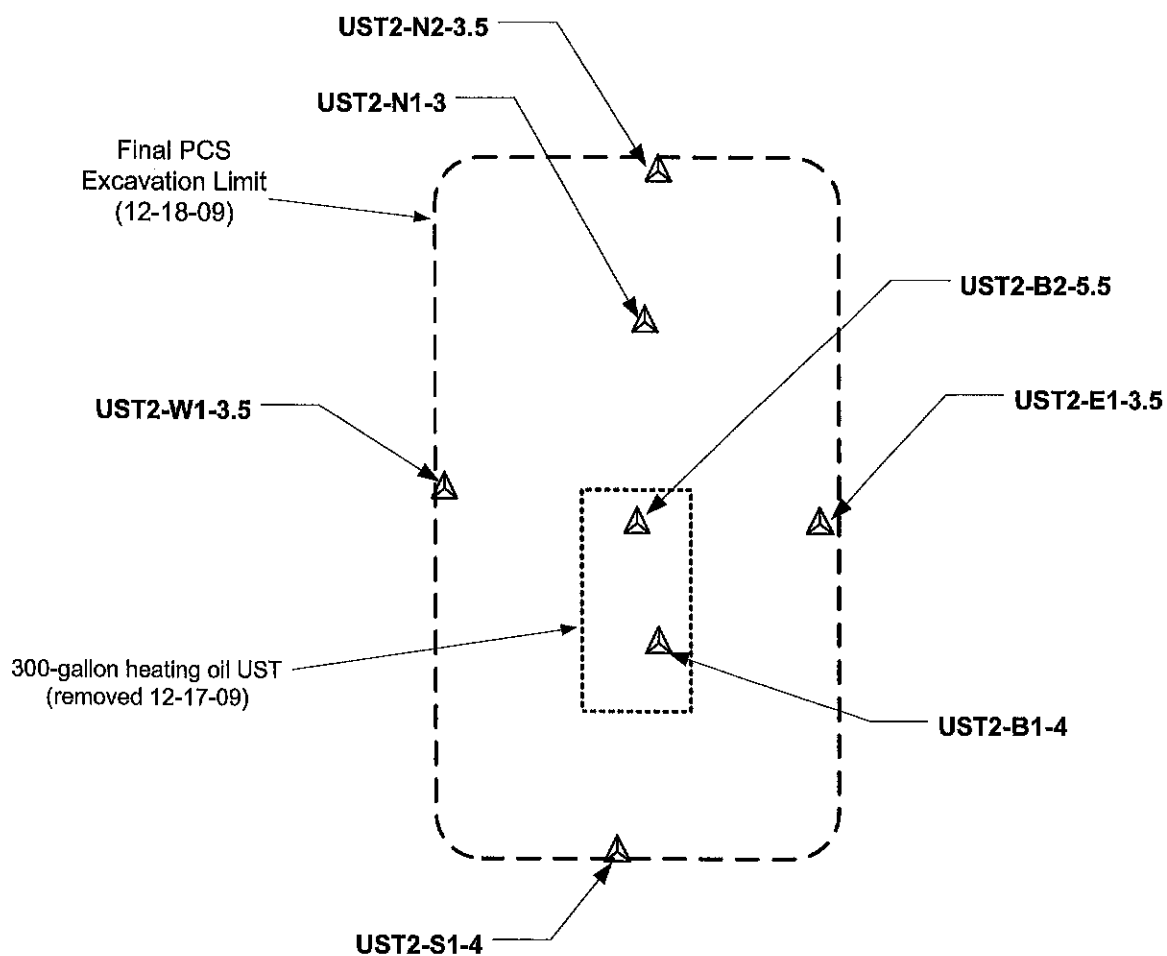 UST2-N2-3.5
UST2-N1-3
Final PCS
Excavation Limit
(12-18-09)
UST2-B2-5.5
UST2-W1-3.5
UST2-E1-3.5
300-gallon heating oil UST
(removed 12-17-09)
UST2-B1-4
UST2-S1-4